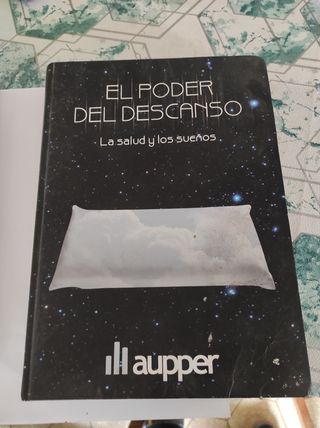 EL PODER
DEL DESCANSO
La salud y los sueños
aupper